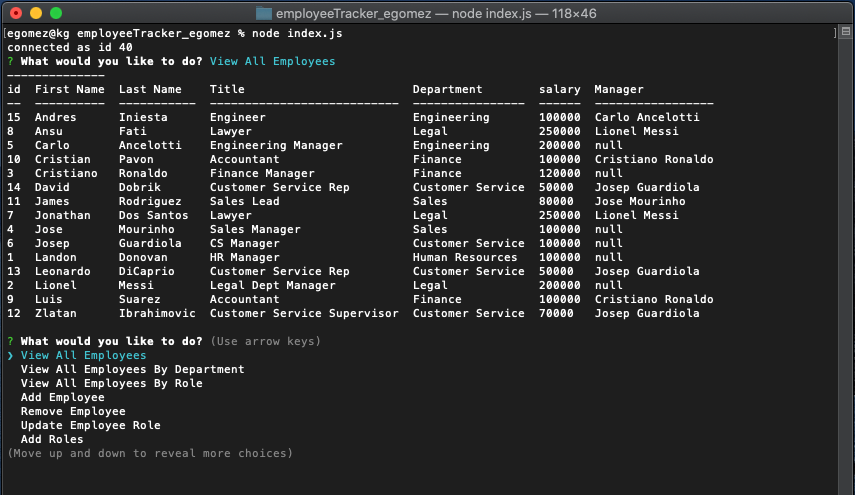 employeeTracker_egomez — node index.js — 118×46
[egomez@kg employeeTracker_egomez % node index.js ]
connected as id 40
? What would you like to do? View All Employees
--------------
id  First Name  Last Name    Title                        Department        salary  Manager
--  ----------  -----------  ---------------------------  ----------------  ------  -----------------
15  Andres      Iniesta      Engineer                     Engineering       100000  Carlo Ancelotti
8   Ansu        Fati         Lawyer                       Legal             250000  Lionel Messi
5   Carlo       Ancelotti    Engineering Manager          Engineering       200000  null
10  Cristian    Pavon        Accountant                   Finance           100000  Cristiano Ronaldo
3   Cristiano   Ronaldo      Finance Manager              Finance           120000  null
14  David       Dobrik       Customer Service Rep         Customer Service  50000   Josep Guardiola
11  James       Rodriguez    Sales Lead                   Sales             80000   Jose Mourinho
7   Jonathan    Dos Santos   Lawyer                       Legal             250000  Lionel Messi
4   Jose        Mourinho     Sales Manager                Sales             100000  null
6   Josep       Guardiola    CS Manager                   Customer Service  100000  null
1   Landon      Donovan      HR Manager                   Human Resources   100000  null
13  Leonardo    DiCaprio     Customer Service Rep         Customer Service  50000   Josep Guardiola
2   Lionel      Messi        Legal Dept Manager           Legal             200000  null
9   Luis        Suarez       Accountant                   Finance           100000  Cristiano Ronaldo
12  Zlatan      Ibrahimovic  Customer Service Supervisor  Customer Service  70000   Josep Guardiola
? What would you like to do? (Use arrow keys)
❯ View All Employees
  View All Employees By Department
  View All Employees By Role
  Add Employee
  Remove Employee
  Update Employee Role
  Add Roles
(Move up and down to reveal more choices)